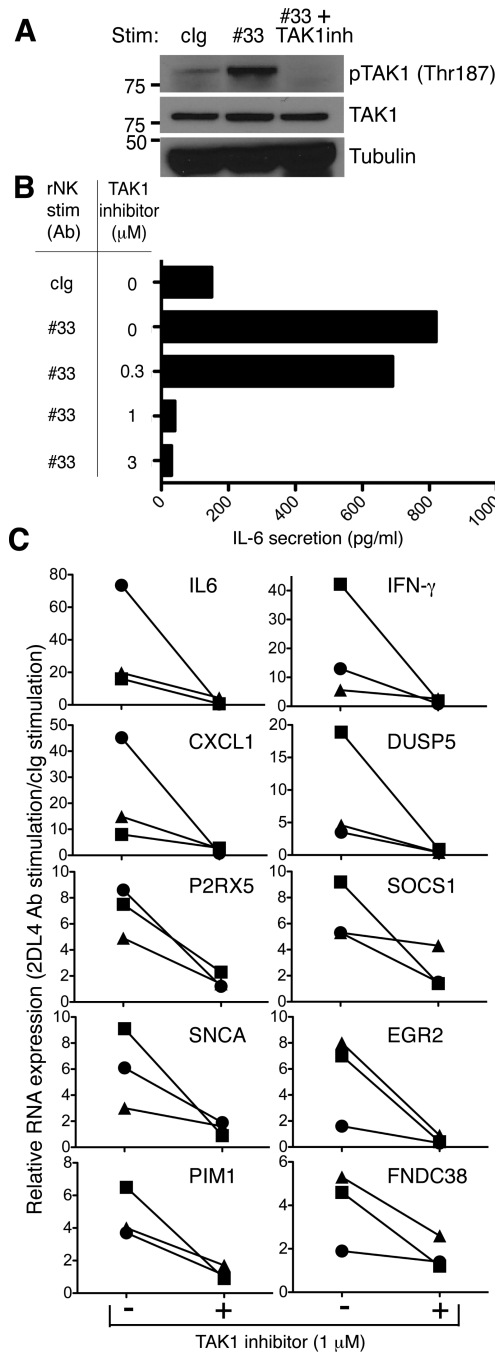 A
Stim: cIg #33 #33 + TAK1inh
75
pTAK1 (Thr187)
75
TAK1
50
Tubulin
B
rNK stim (Ab)
TAK1 inhibitor (μM)
cIg 0
#33 0
#33 0.3
#33 1
#33 3
0 200 400 600 800 1000
IL-6 secretion (pg/ml)
C
Relative RNA expression (2DL4 Ab stimulation/cIg stimulation)
IL6
80
60
40
20
0
IFN-γ
40
30
20
10
0
CXCL1
50
40
30
20
10
0
DUSP5
20
15
10
5
0
P2RX5
10
8
6
4
2
0
SOCS1
10
8
6
4
2
0
SNCA
10
8
6
4
2
0
EGR2
10
8
6
4
2
0
PIM1
8
6
4
2
0
FNDC38
6
4
2
0
- + - +
TAK1 inhibitor (1 μM)